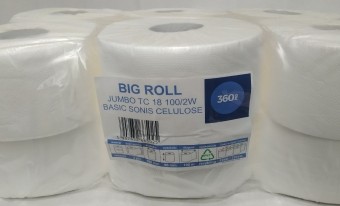 BIG ROLL
JUMBO TC 18 100/2W
BASIC SONIS CELULOSE
360